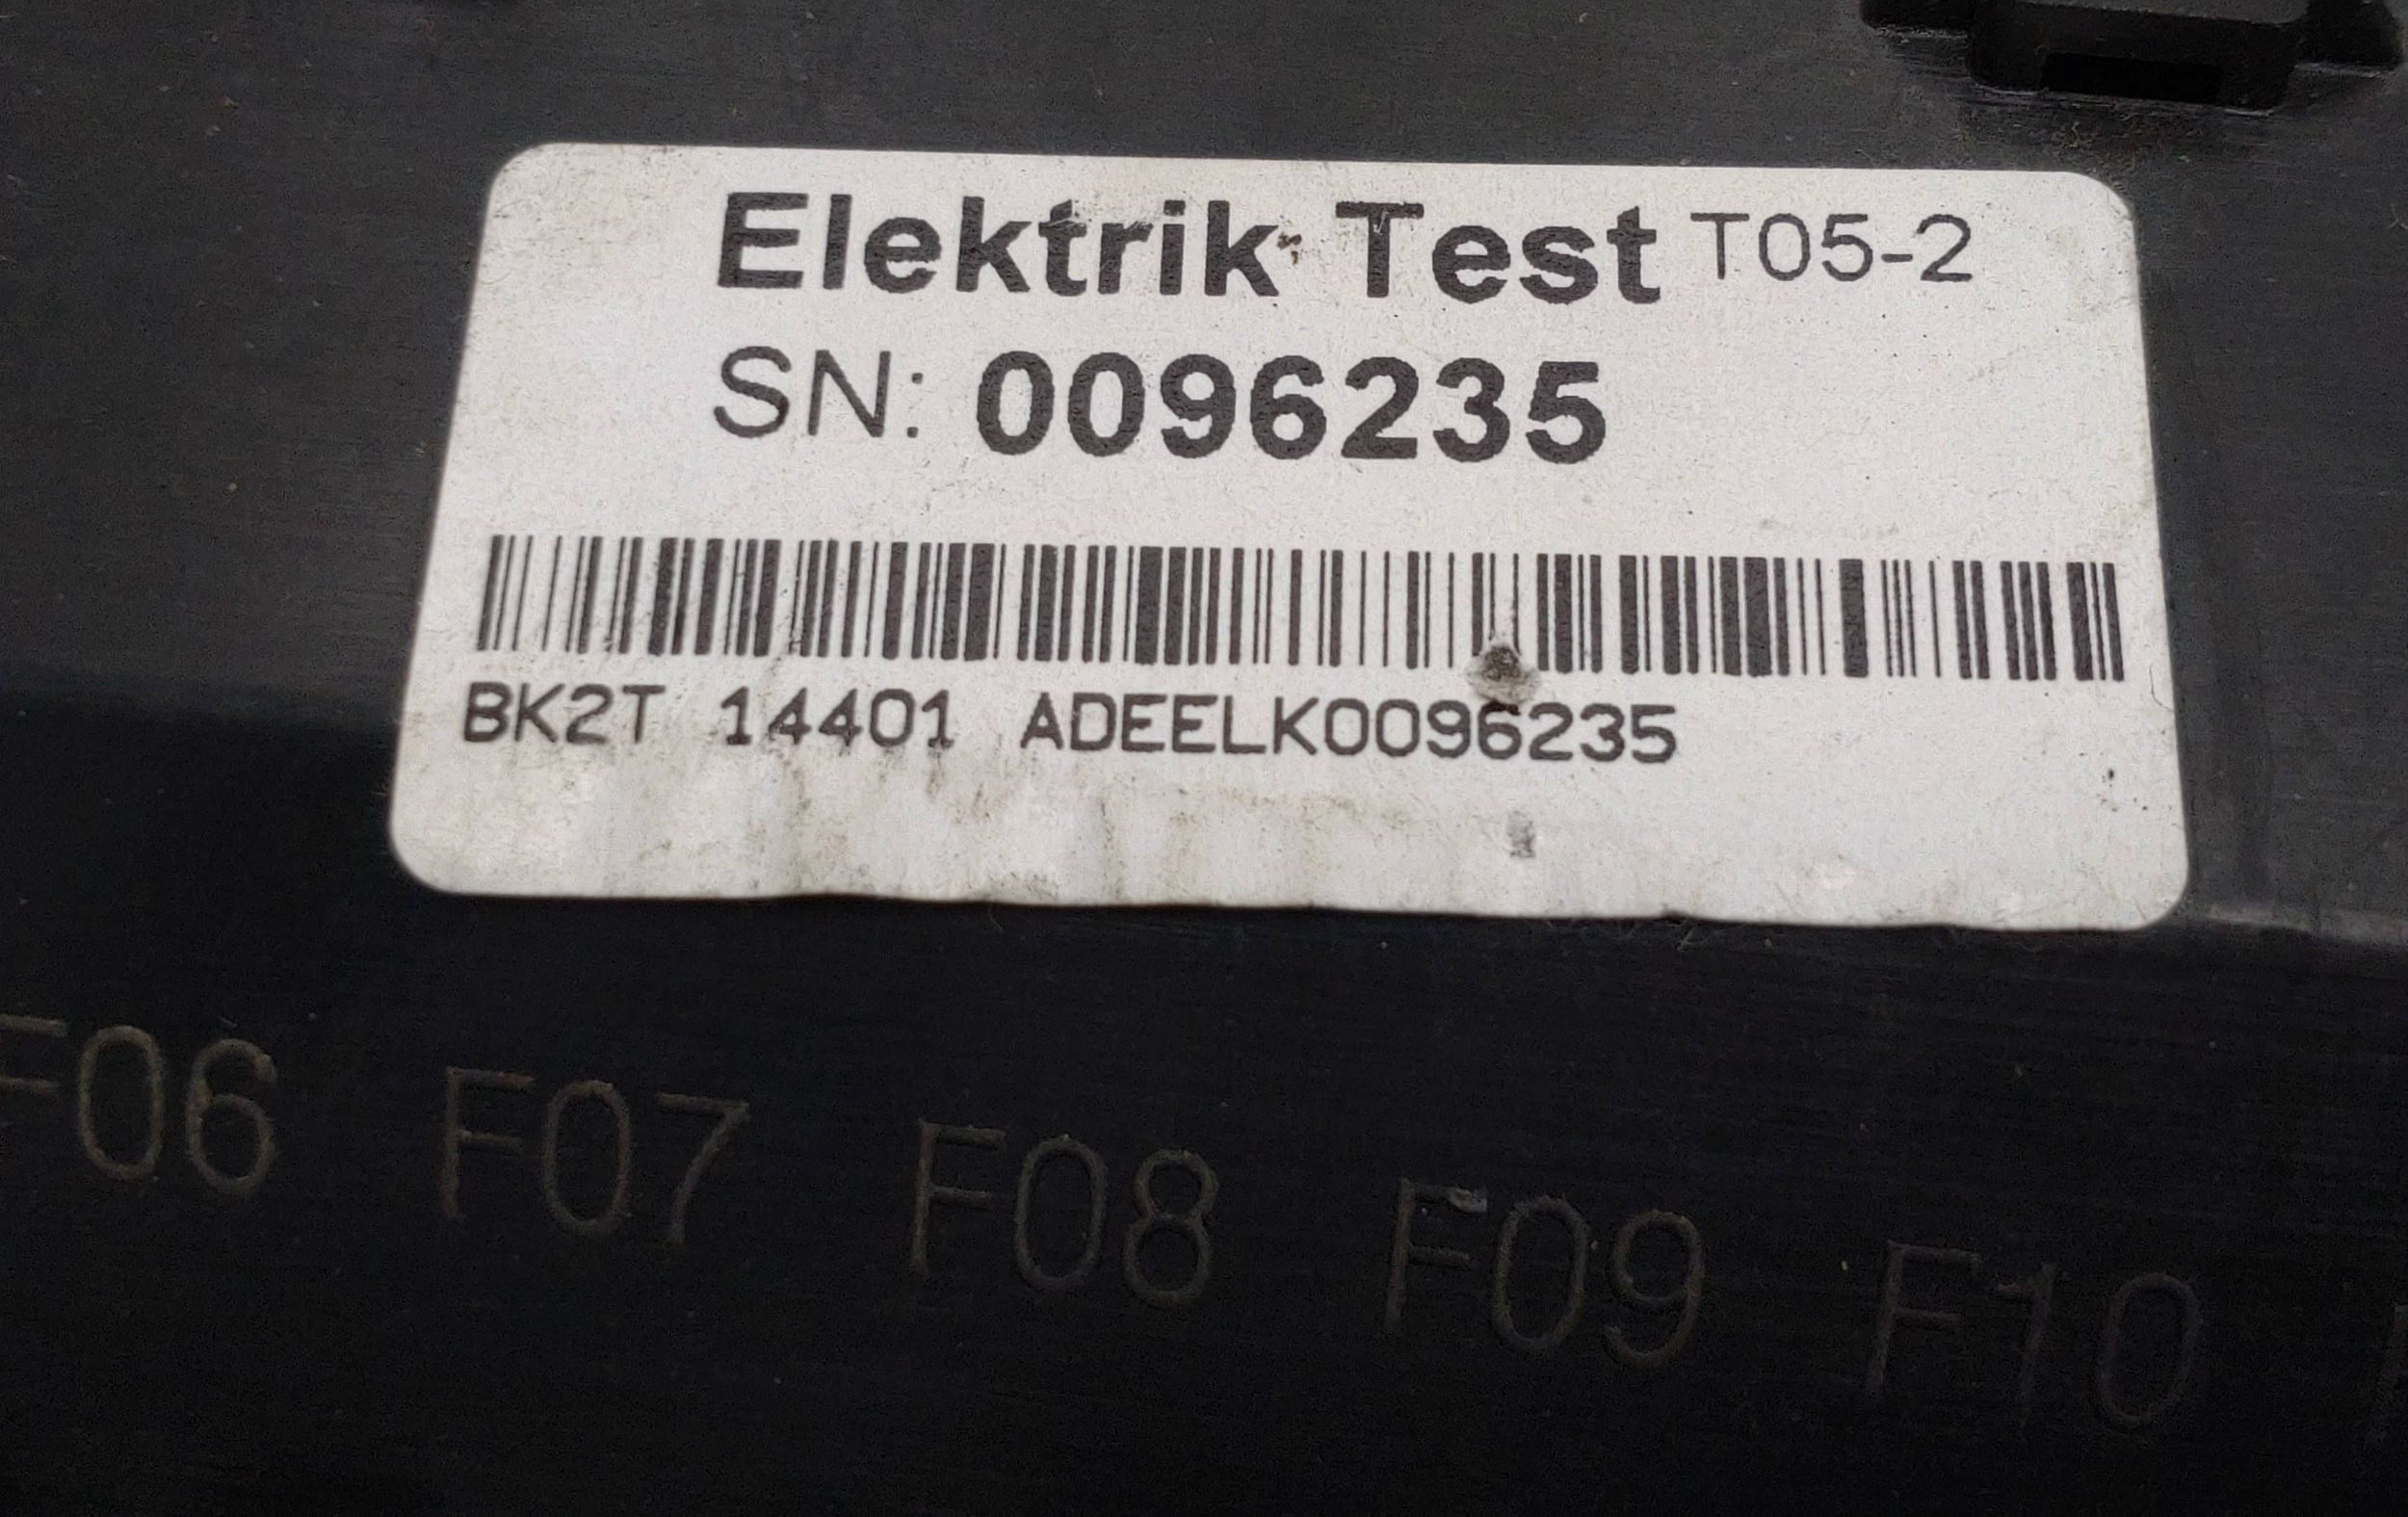 Elektrik Test T05-2
SN: 0096235
BK2T 14401 ADEELK0096235
F06 F07 F08 F09 F10